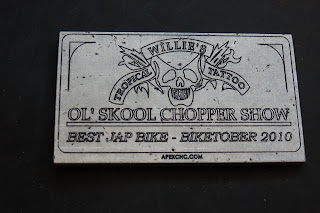 WILLIE'S
TROPICAL TATTOO
OL' SKOOL CHOPPER SHOW
BEST JAP BIKE - BIKETOBER 2010
APEXCNC.COM